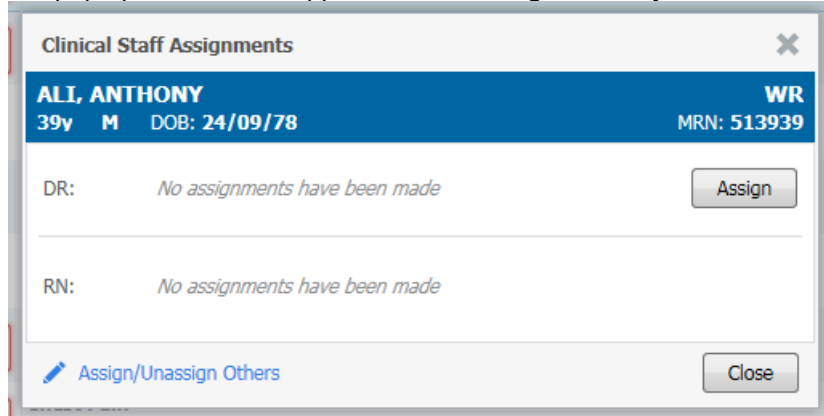 Clinical Staff Assignments
ALI, ANTHONY WR
39y M DOB: 24/09/78 MRN: 513939
DR: No assignments have been made Assign
RN: No assignments have been made
Assign/Unassign Others Close